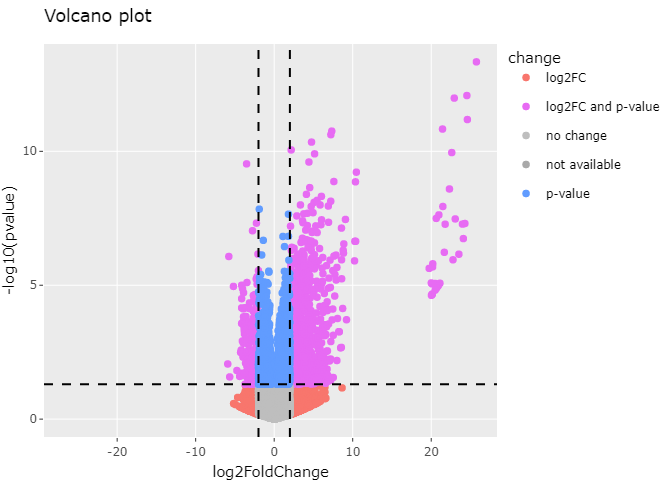 Volcano plot
change
log2FC
log2FC and p-value
no change
not available
p-value
10
5
0
-20
-10
0
10
20
-log10(pvalue)
log2FoldChange